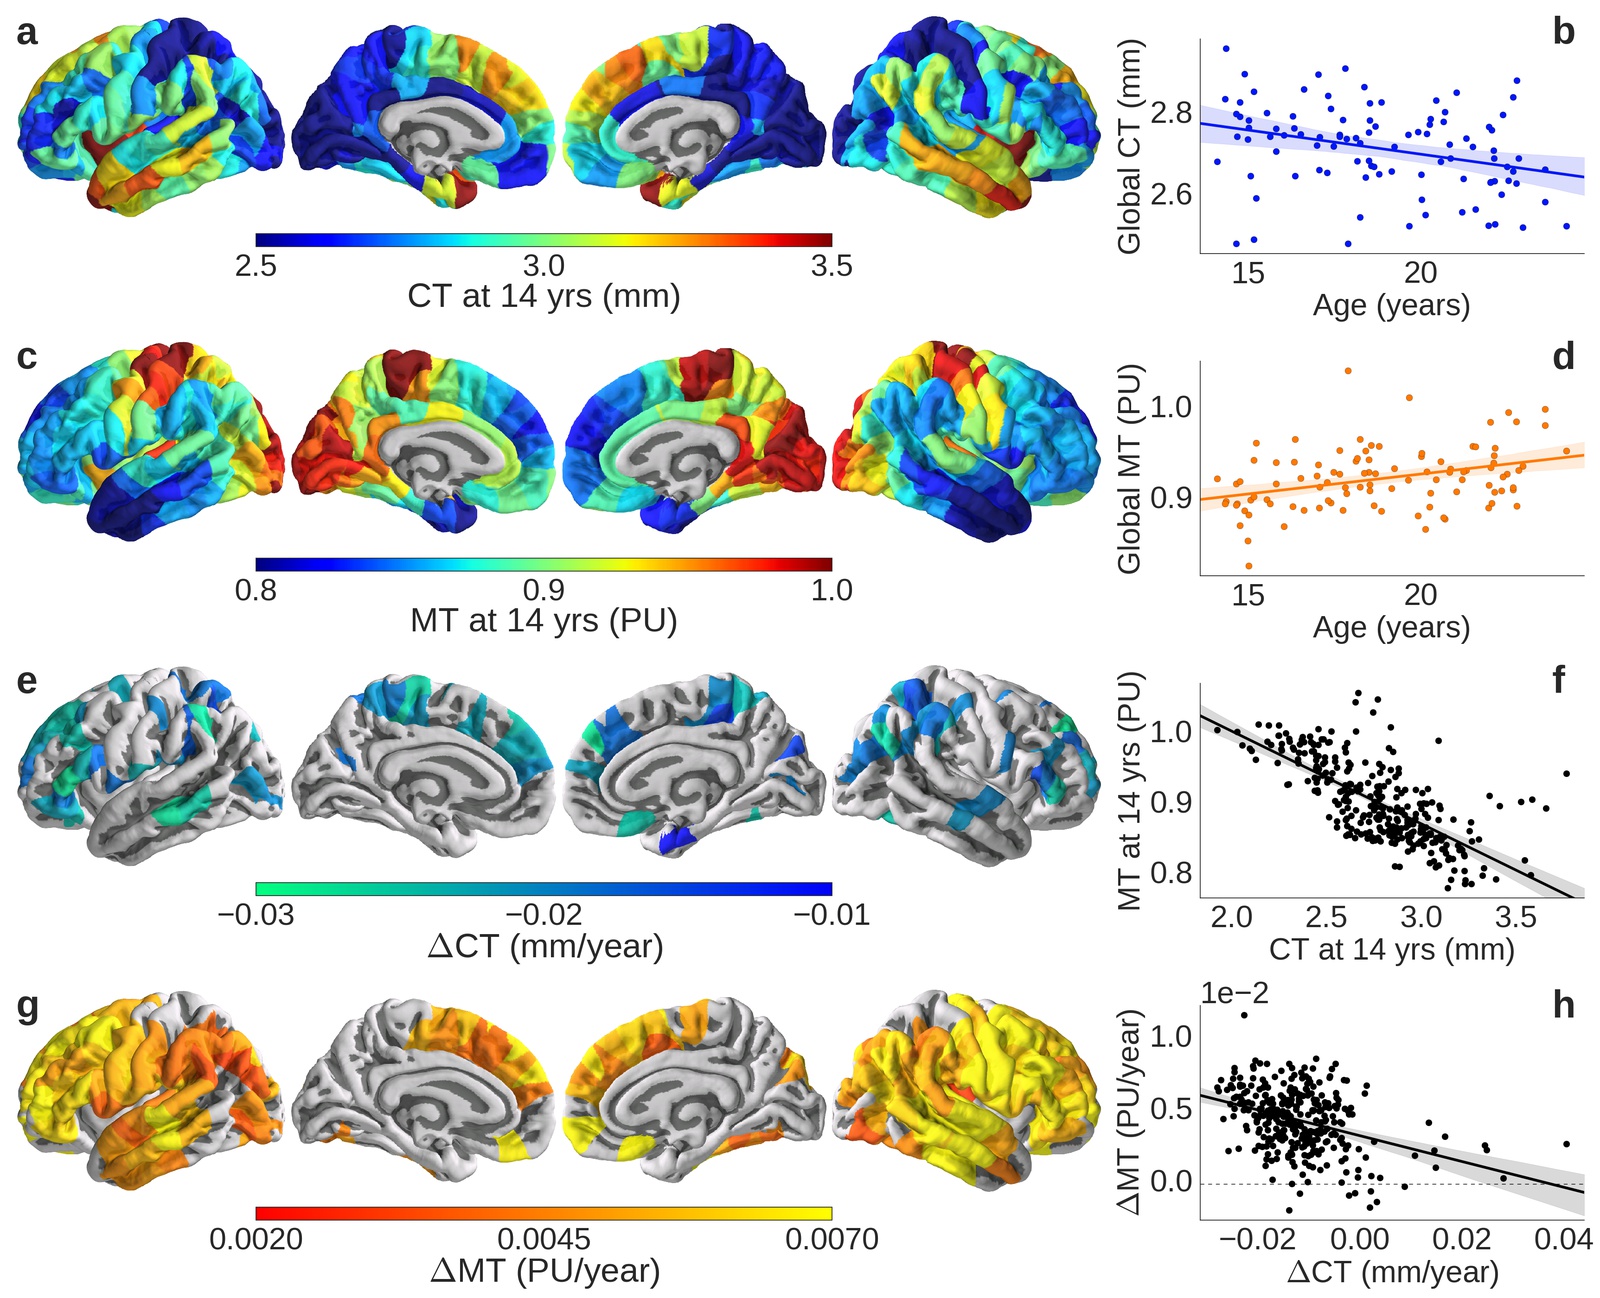 a
2.5 3.0 3.5
CT at 14 yrs (mm)
b
Global CT (mm)
2.8
2.6
15 20
Age (years)
c
0.8 0.9 1.0
MT at 14 yrs (PU)
d
Global MT (PU)
1.0
0.9
15 20
Age (years)
e
−0.03 −0.02 −0.01
ΔCT (mm/year)
f
MT at 14 yrs (PU)
1.0
0.9
0.8
2.0 2.5 3.0 3.5
CT at 14 yrs (mm)
g
0.0020 0.0045 0.0070
ΔMT (PU/year)
h
1e−2
ΔMT (PU/year)
1.0
0.5
0.0
−0.02 0.00 0.02 0.04
ΔCT (mm/year)